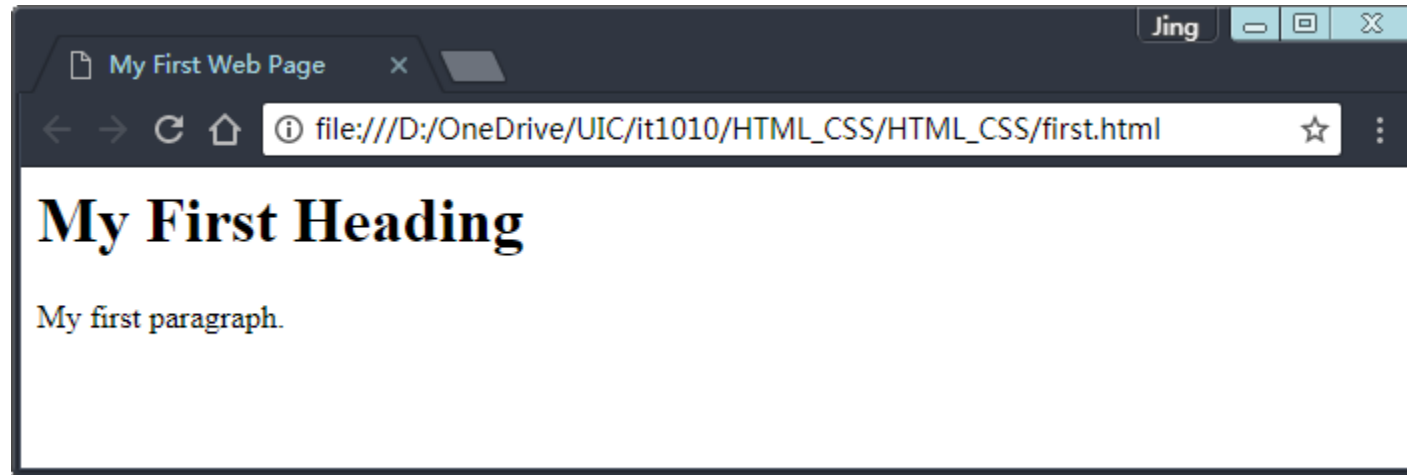 Jing
My First Web Page
file:///D:/OneDrive/UIC/it1010/HTML_CSS/HTML_CSS/first.html
My First Heading
My first paragraph.